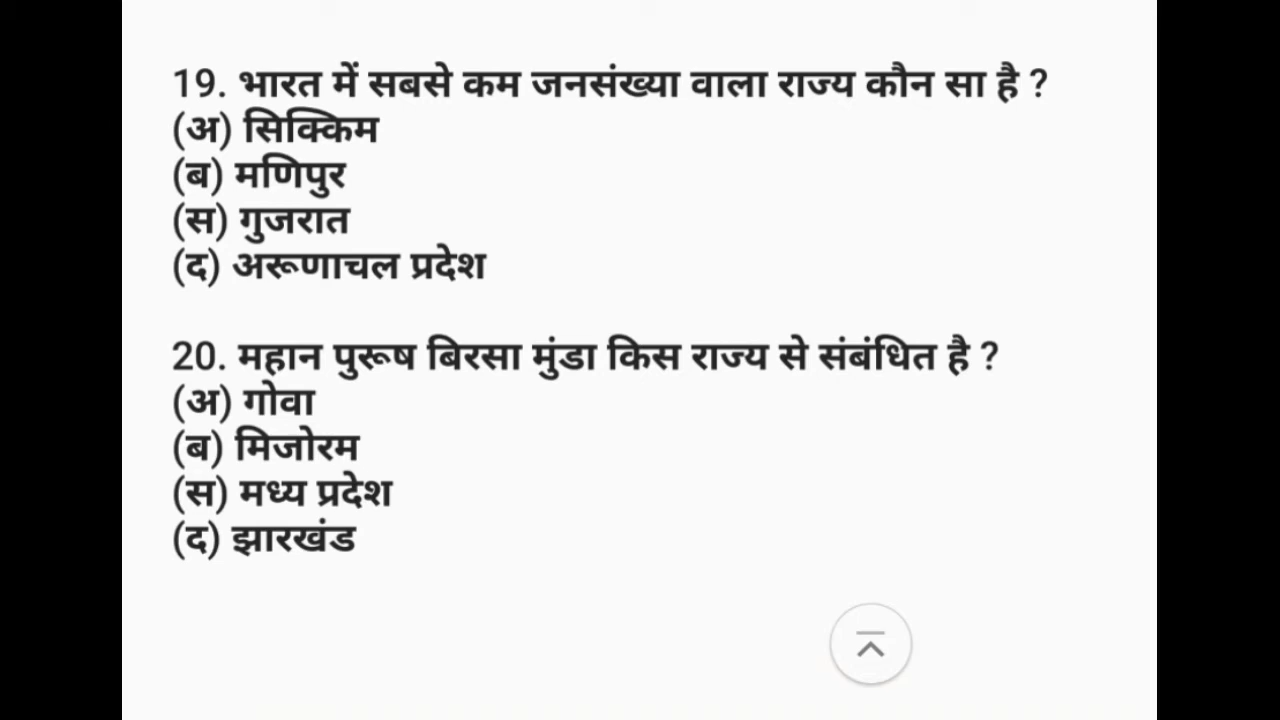 19. भारत में सबसे कम जनसंख्या वाला राज्य कौन सा है ?
(अ) सिक्किम
(ब) मणिपुर
(स) गुजरात
(द) अरूणाचल प्रदेश
20. महान पुरूष बिरसा मुंडा किस राज्य से संबंधित है ?
(अ) गोवा
(ब) मिजोरम
(स) मध्य प्रदेश
(द) झारखंड